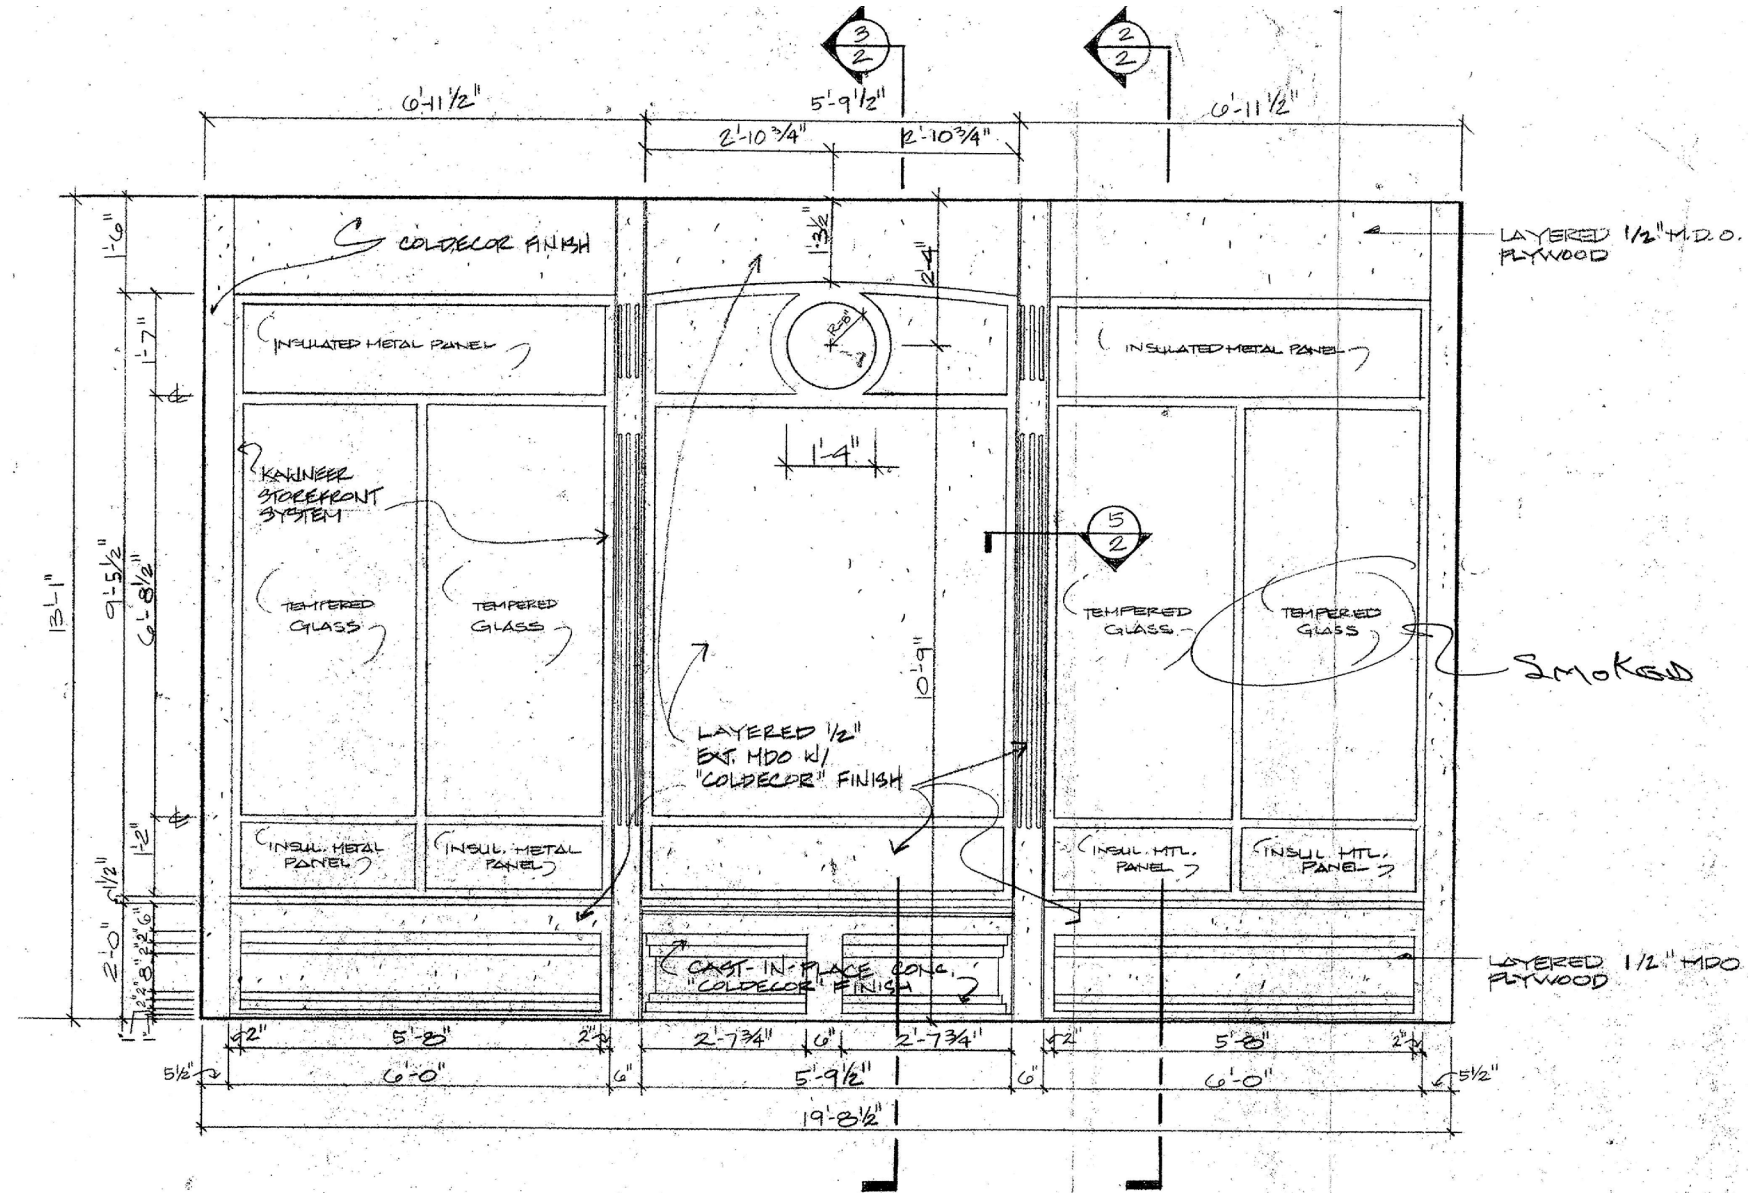 3
2
2
2
6'-11 1/2"
5'-9 1/2"
6'-11 1/2"
2'-10 3/4"
2'-10 3/4"
1'-6"
COLDECOR FINISH
1'-3 1/2"
2'-4"
LAYERED 1/2" M.D.O.
PLYWOOD
1'-7"
INSULATED METAL PANEL
R=8"
INSULATED METAL PANEL
1'-4"
KAWNEER
STOREFRONT
SYSTEM
5
2
13'-1"
9'-5 1/2"
6'-8 1/2"
TEMPERED
GLASS
TEMPERED
GLASS
TEMPERED
GLASS
TEMPERED
GLASS
SMOKED
10'-9"
LAYERED 1/2"
EXT. MDO W/
"COLDECOR" FINISH
1'-2"
INSUL. METAL
PANEL
INSUL. METAL
PANEL
INSUL. MTL.
PANEL
INSUL. MTL.
PANEL
1 1/2"
2'-0"
6"
2"
2"
8"
2"
2"
CAST-IN-PLACE CONC.
"COLDECOR" FINISH
LAYERED 1/2" MDO
PLYWOOD
2"
5'-8"
2"
2'-7 3/4"
6"
2'-7 3/4"
2"
5'-8"
2"
5 1/2"
6'-0"
6"
5'-9 1/2"
6"
6'-0"
5 1/2"
19'-8 1/2"